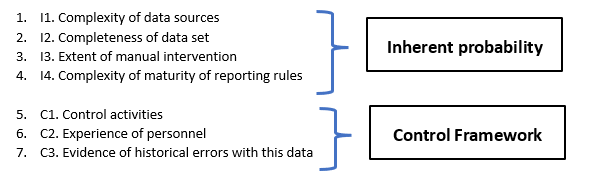 1. I1. Complexity of data sources
2. I2. Completeness of data set
3. I3. Extent of manual intervention
4. I4. Complexity of maturity of reporting rules
Inherent probability
5. C1. Control activities
6. C2. Experience of personnel
7. C3. Evidence of historical errors with this data
Control Framework